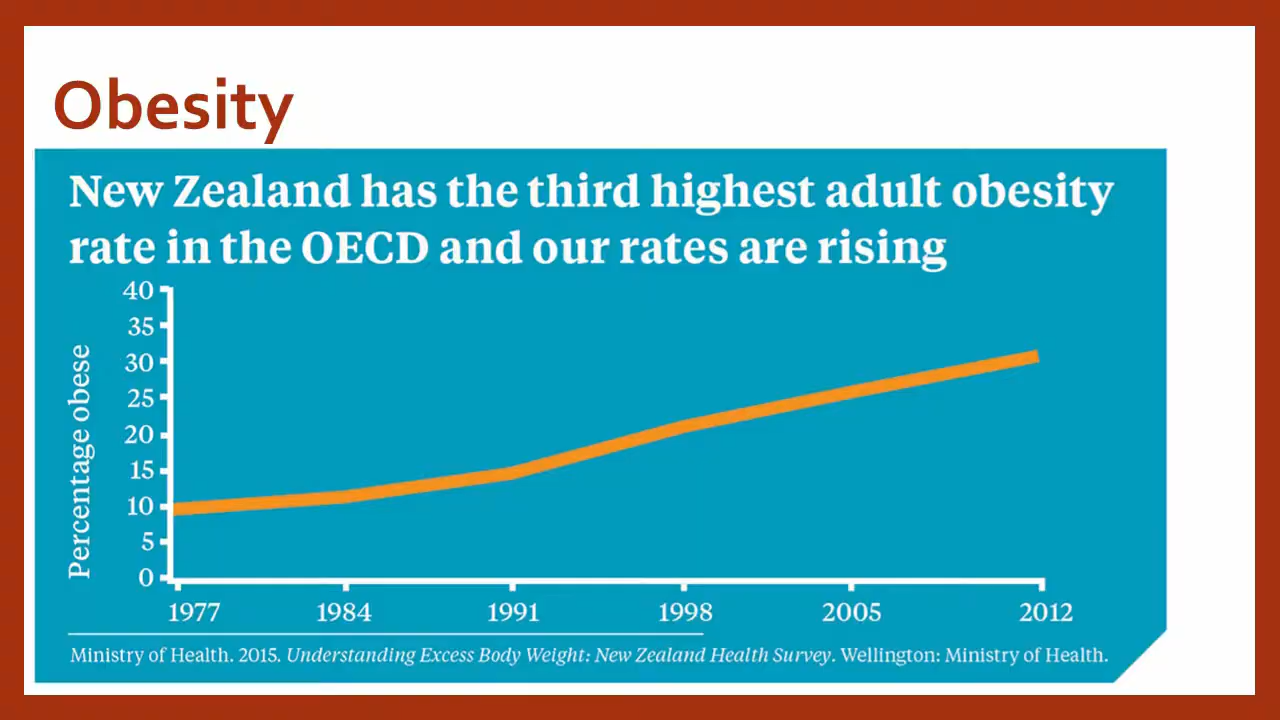 Obesity
New Zealand has the third highest adult obesity
rate in the OECD and our rates are rising
Percentage obese
40
35
30
25
20
15
10
5
0
1977 1984 1991 1998 2005 2012
Ministry of Health. 2015. Understanding Excess Body Weight: New Zealand Health Survey. Wellington: Ministry of Health.